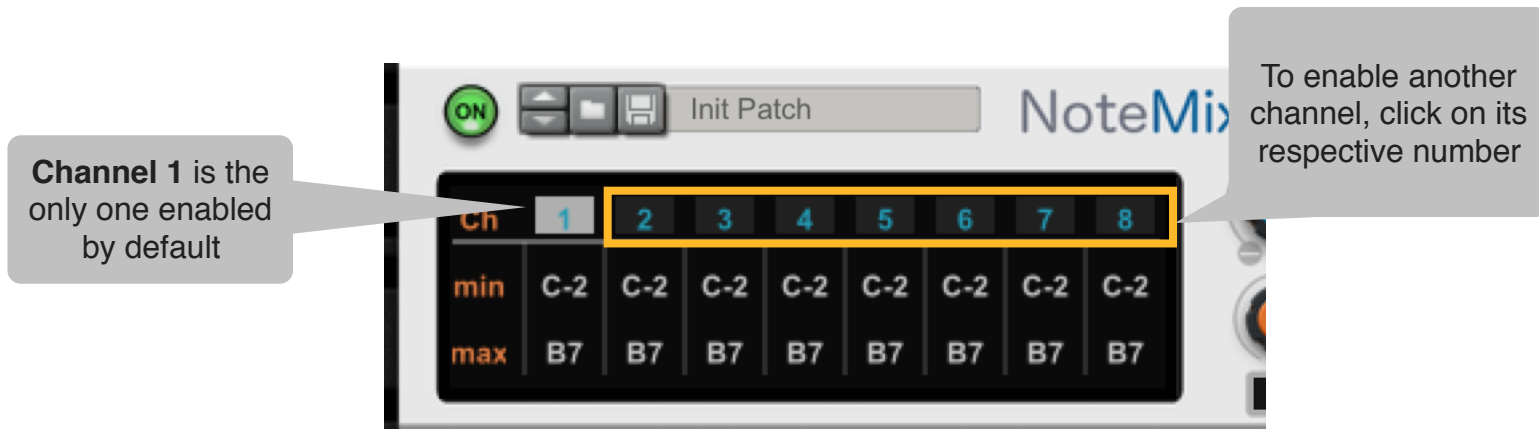 ON
Init Patch
NoteMix
To enable another
channel, click on its
respective number
Channel 1 is the
only one enabled
by default
Ch 1 2 3 4 5 6 7 8
min C-2 C-2 C-2 C-2 C-2 C-2 C-2 C-2
max B7 B7 B7 B7 B7 B7 B7 B7